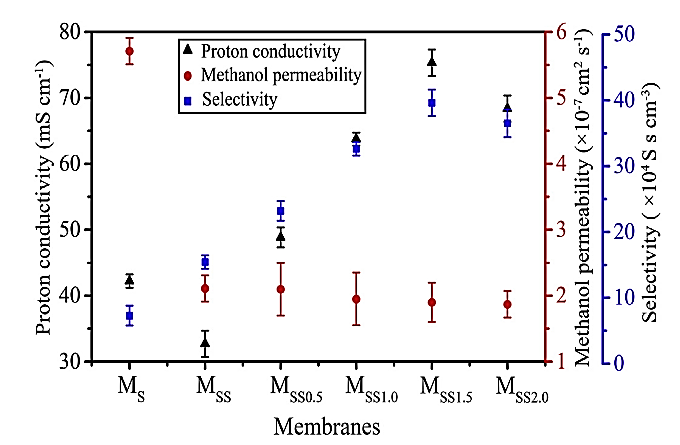 Proton conductivity (mS cm⁻¹)
80
70
60
50
40
30
Proton conductivity
Methanol permeability
Selectivity
6
5
4
3
2
1
Methanol permeability (×10⁻⁷ cm² s⁻¹)
50
40
30
20
10
0
Selectivity ( ×10⁴ S s cm⁻³)
M_S M_SS M_SS0.5 M_SS1.0 M_SS1.5 M_SS2.0
Membranes